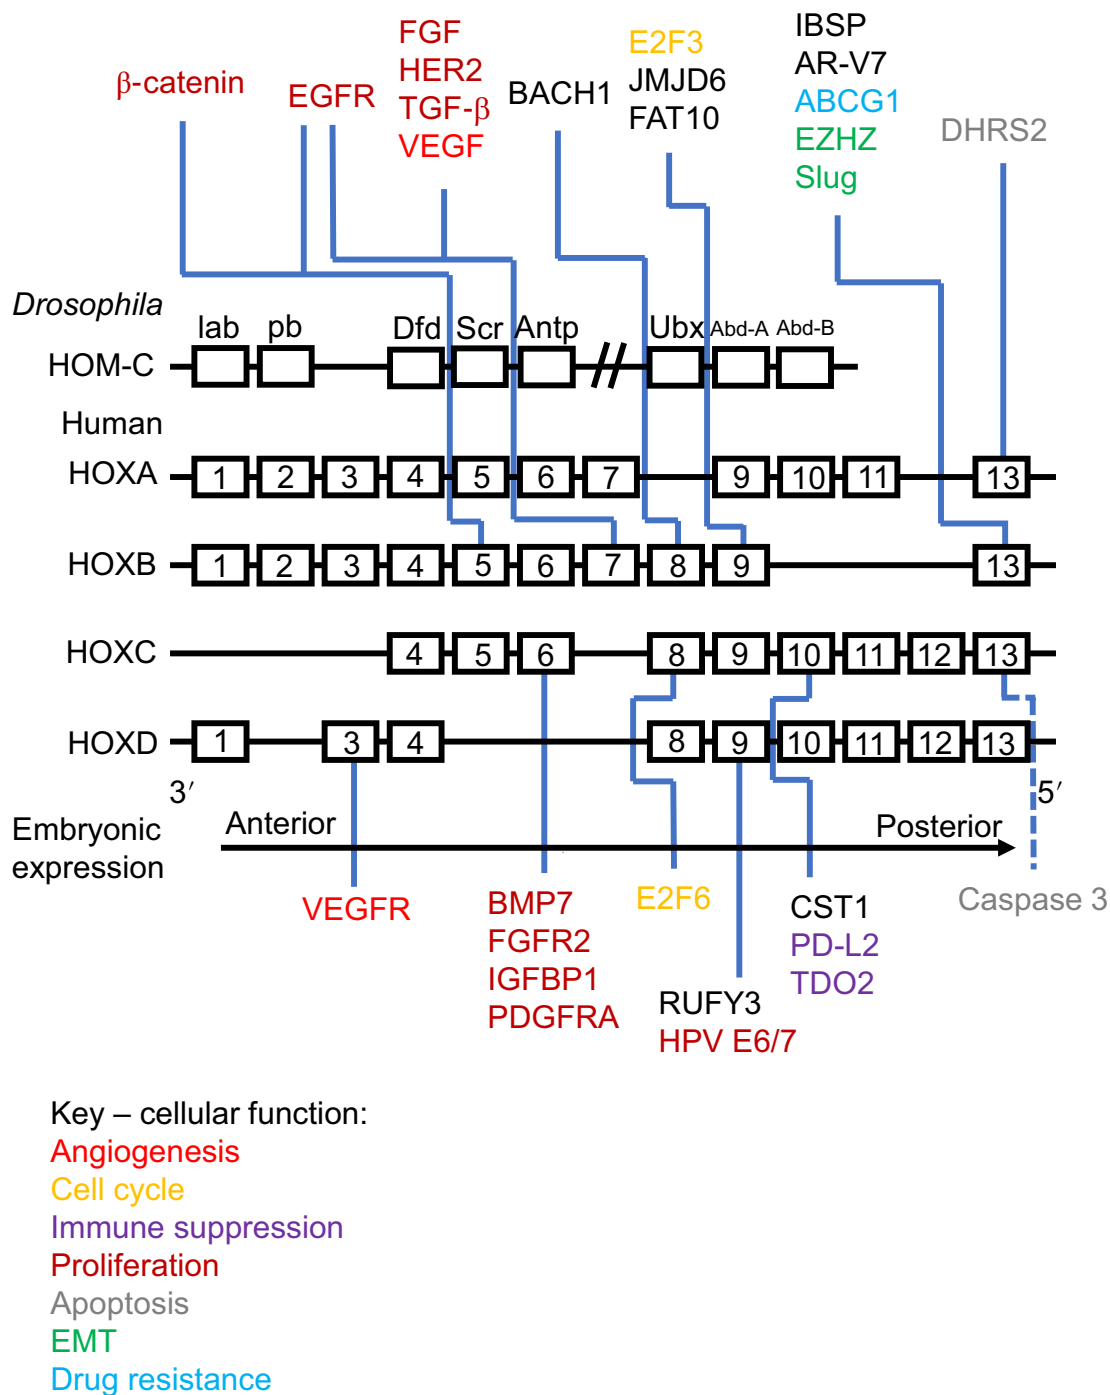 β-catenin
EGFR
FGF
HER2
TGF-β
VEGF
BACH1
E2F3
JMJD6
FAT10
IBSP
AR-V7
ABCG1
EZHZ
Slug
DHRS2
Drosophila
HOM-C
lab pb Dfd Scr Antp Ubx Abd-A Abd-B
Human
HOXA 1 2 3 4 5 6 7 9 10 11 13
HOXB 1 2 3 4 5 6 7 8 9 13
HOXC 4 5 6 8 9 10 11 12 13
HOXD 1 3 4 8 9 10 11 12 13
3′ 5′
Embryonic
expression
Anterior Posterior
VEGFR
BMP7
FGFR2
IGFBP1
PDGFRA
E2F6
RUFY3
HPV E6/7
CST1
PD-L2
TDO2
Caspase 3
Key – cellular function:
Angiogenesis
Cell cycle
Immune suppression
Proliferation
Apoptosis
EMT
Drug resistance